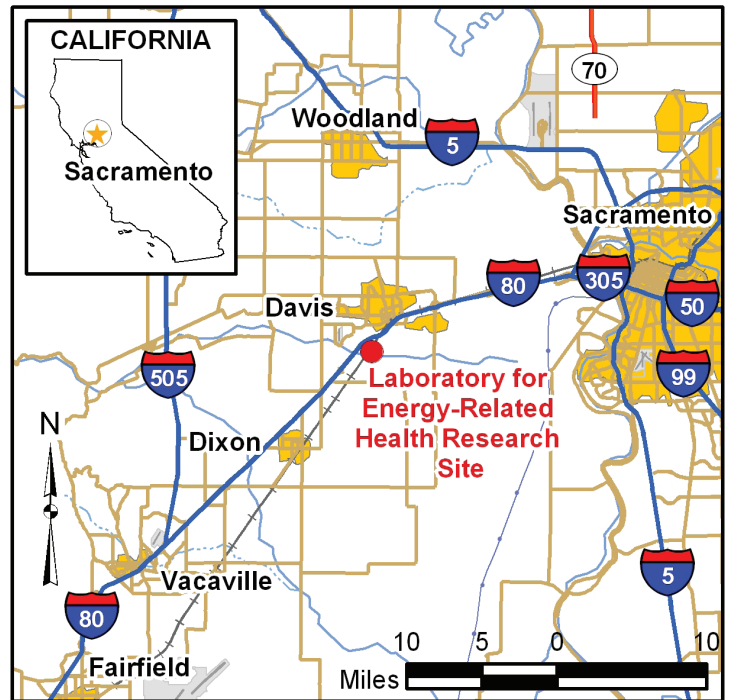 CALIFORNIA
Sacramento
70
Woodland
5
Sacramento
80
305
50
Davis
505
99
Laboratory for
Energy-Related
Health Research
Site
N
Dixon
Vacaville
5
80
Fairfield
10 5 0 10
Miles